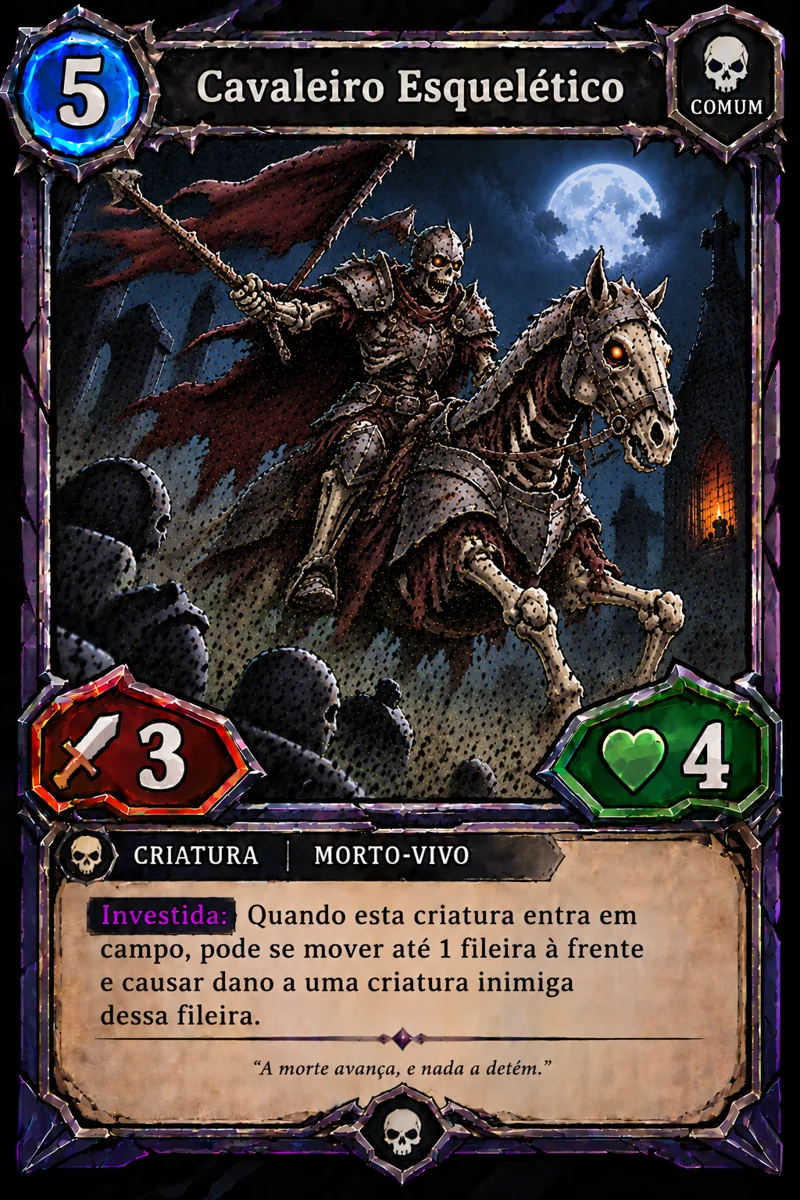 5
Cavaleiro Esquelético
COMUM
3
4
CRIATURA | MORTO-VIVO
Investida: Quando esta criatura entra em
campo, pode se mover até 1 fileira à frente
e causar dano a uma criatura inimiga
dessa fileira.
“A morte avança, e nada a detém.”